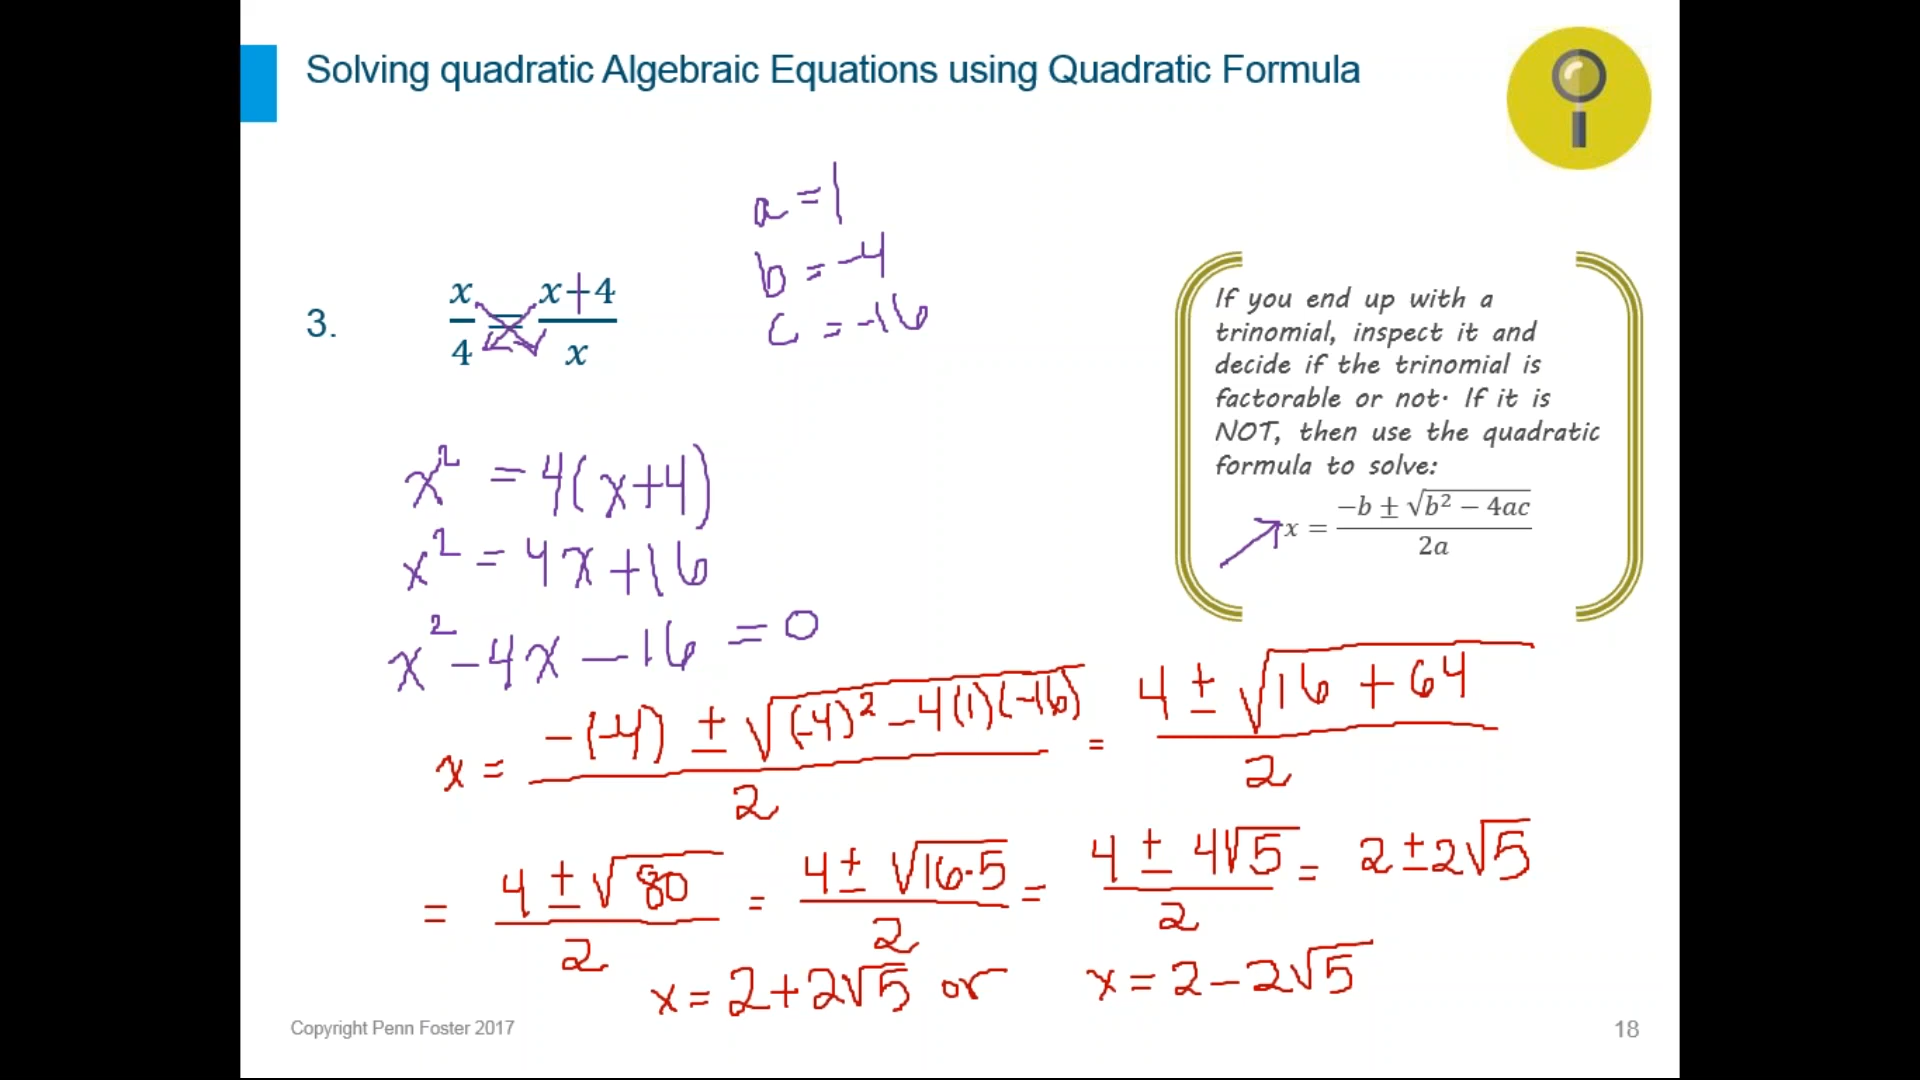 Solving quadratic Algebraic Equations using Quadratic Formula
a = 1
b = -4
c = -16
3. x/4 = x+4/x
If you end up with a
trinomial, inspect it and
decide if the trinomial is
factorable or not. If it is
NOT, then use the quadratic
formula to solve:
x = −b ± √b² − 4ac / 2a
x² = 4(x+4)
x² = 4x+16
x² - 4x - 16 = 0
x = -(-4) ± √(-4)² - 4(1)(-16) / 2 = 4 ± √16 + 64 / 2
= 4 ± √80 / 2 = 4 ± √16·5 / 2 = 4 ± 4√5 / 2 = 2 ± 2√5
x = 2 + 2√5 or x = 2 - 2√5
Copyright Penn Foster 2017
18